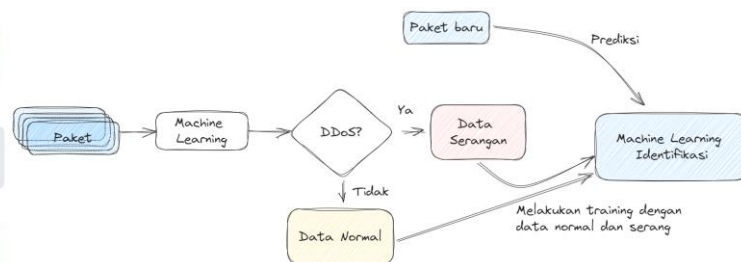 Paket baru
Prediksi
Paket
Machine
Learning
DDoS?
Ya
Data
Serangan
Machine Learning
Identifikasi
Tidak
Data Normal
Melakukan training dengan
data normal dan serang